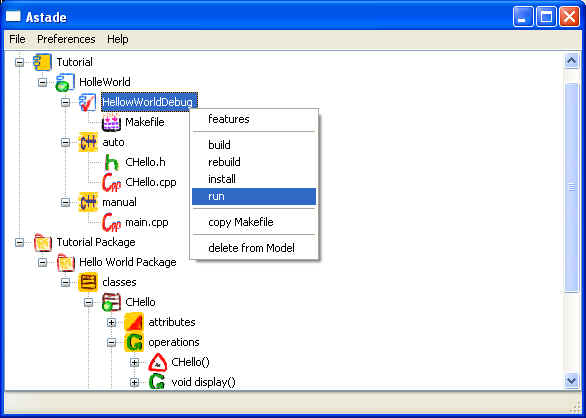 Astade
File Preferences Help
Tutorial
HolleWorld
HellowWorldDebug
features
Makefile
build
auto
rebuild
CHello.h
install
CHello.cpp
run
manual
main.cpp
copy Makefile
Tutorial Package
delete from Model
Hello World Package
classes
CHello
attributes
operations
CHello()
void display()